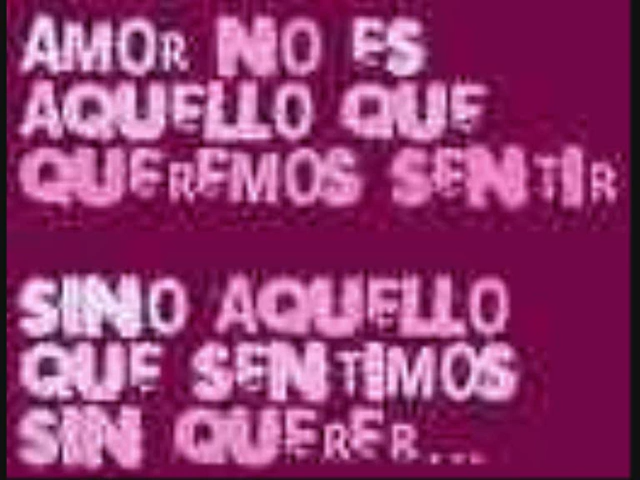 AMOR NO ES
AQUELLO QUE
QUEREMOS SENTIR
SINO AQUELLO
QUE SENTIMOS
SIN QUERER...